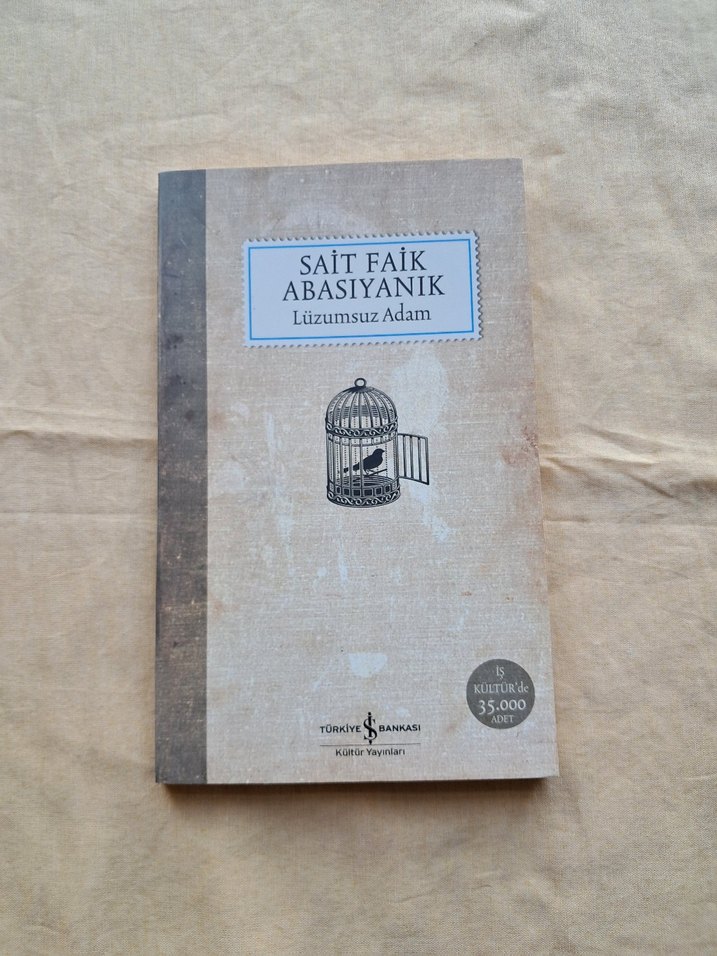 SAİT FAİK
ABASIYANIK
Lüzumsuz Adam
İŞ
KÜLTÜR'de
35.000
ADET
TÜRKİYE İŞ BANKASI
Kültür Yayınları